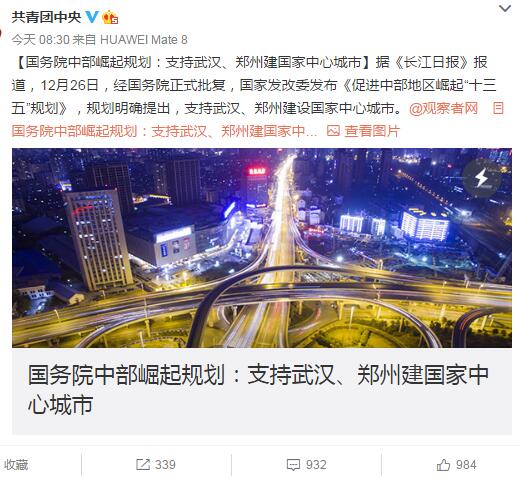 共青团中央
今天 08:30 来自 HUAWEI Mate 8
【国务院中部崛起规划：支持武汉、郑州建国家中心城市】据《长江日报》报
道，12月26日，经国务院正式批复，国家发改委发布《促进中部地区崛起“十三
五”规划》，规划明确提出，支持武汉、郑州建设国家中心城市。@观察者网
国务院中部崛起规划：支持武汉、郑州建国家中... 查看图片
国务院中部崛起规划：支持武汉、郑州建国家中
心城市
收藏
339
932
984